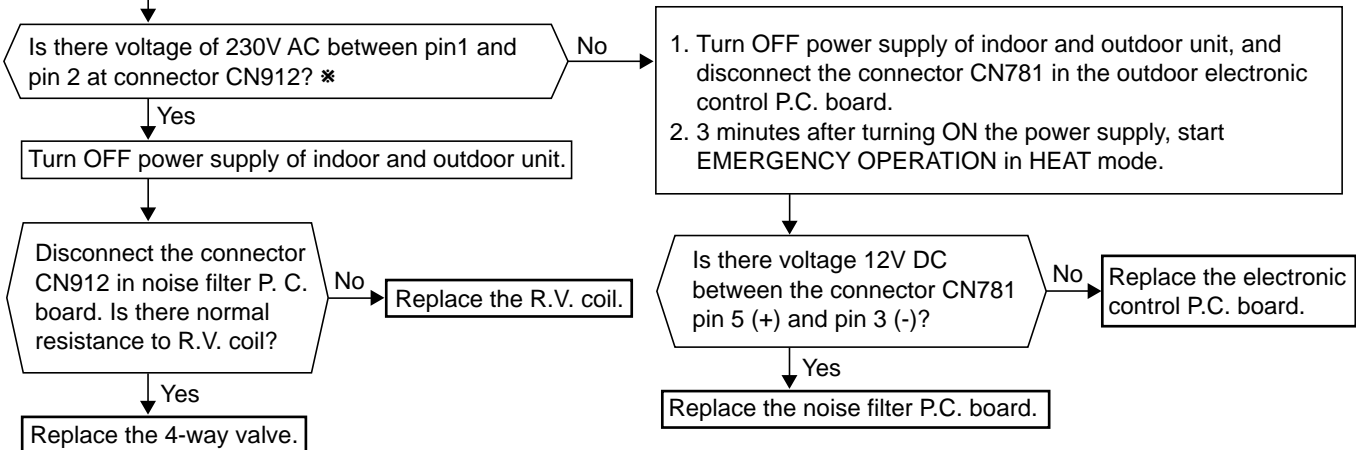 Is there voltage of 230V AC between pin1 and
pin 2 at connector CN912? ※
No
Yes
Turn OFF power supply of indoor and outdoor unit.
Disconnect the connector
CN912 in noise filter P. C.
board. Is there normal
resistance to R.V. coil?
No
Replace the R.V. coil.
Yes
Replace the 4-way valve.
1. Turn OFF power supply of indoor and outdoor unit, and
disconnect the connector CN781 in the outdoor electronic
control P.C. board.
2. 3 minutes after turning ON the power supply, start
EMERGENCY OPERATION in HEAT mode.
Is there voltage 12V DC
between the connector CN781
pin 5 (+) and pin 3 (-)?
No
Replace the electronic
control P.C. board.
Yes
Replace the noise filter P.C. board.